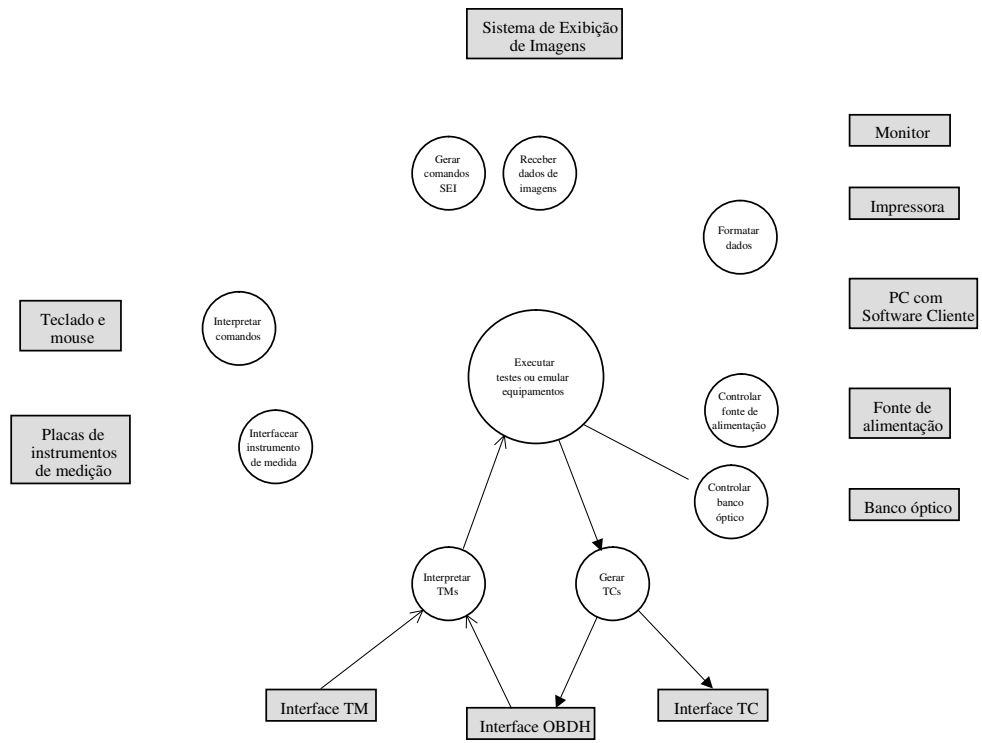 Sistema de Exibição
de Imagens
Monitor
Gerar
comandos
SEI
Receber
dados de
imagens
Impressora
Formatar
dados
PC com
Software Cliente
Teclado e
mouse
Interpretar
comandos
Executar
testes ou emular
equipamentos
Controlar
fonte de
alimentação
Fonte de
alimentação
Placas de
instrumentos
de medição
Interfacear
instrumento
de medida
Controlar
banco
óptico
Banco óptico
Interpretar
TMs
Gerar
TCs
Interface TM
Interface OBDH
Interface TC